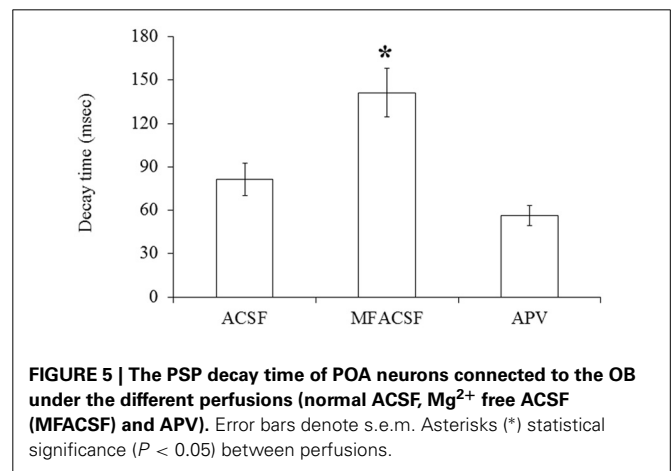 180
150
120
90
60
30
0
Decay time (msec)
*
ACSF MFACSF APV
FIGURE 5 | The PSP decay time of POA neurons connected to the OB
under the different perfusions (normal ACSF, Mg2+ free ACSF
(MFACSF) and APV). Error bars denote s.e.m. Asterisks (*) statistical
significance (P < 0.05) between perfusions.